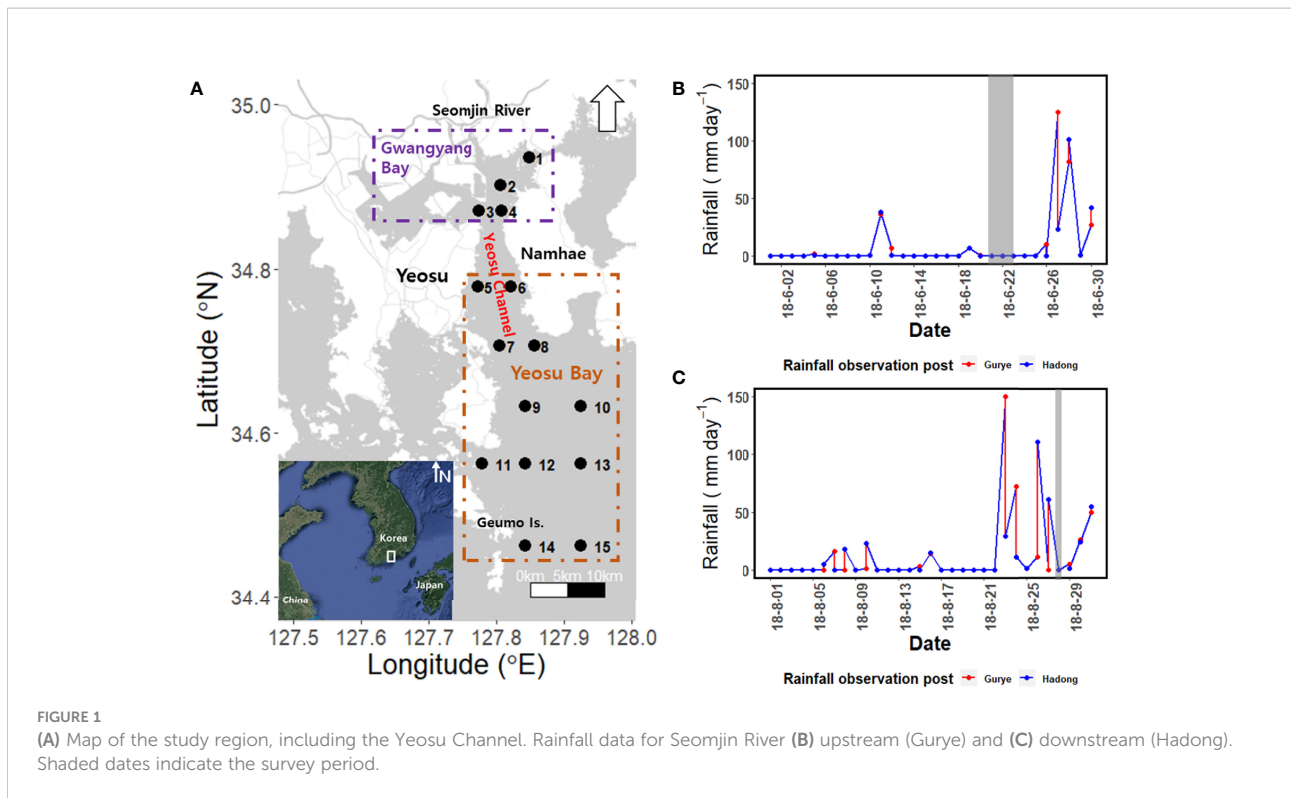 A
35.0
34.8
34.6
34.4
Latitude (°N)
Seomjin River
Gwangyang
Bay
1
2
3
4
Yeosu
Yeosu Channel
Namhae
5
6
7
8
Yeosu Bay
9
10
11
12
13
Geumo Is.
14
15
0km 5km 10km
N
Korea
Japan
China
127.5 127.6 127.7 127.8 127.9 128.0
Longitude (°E)
B
150
100
50
0
Rainfall ( mm day⁻¹)
18-6-02
18-6-06
18-6-10
18-6-14
18-6-18
18-6-22
18-6-26
18-6-30
Date
Rainfall observation post Gurye Hadong
C
150
100
50
0
Rainfall ( mm day⁻¹)
18-8-01
18-8-05
18-8-09
18-8-13
18-8-17
18-8-21
18-8-25
18-8-29
Date
Rainfall observation post Gurye Hadong
FIGURE 1
(A) Map of the study region, including the Yeosu Channel. Rainfall data for Seomjin River (B) upstream (Gurye) and (C) downstream (Hadong).
Shaded dates indicate the survey period.